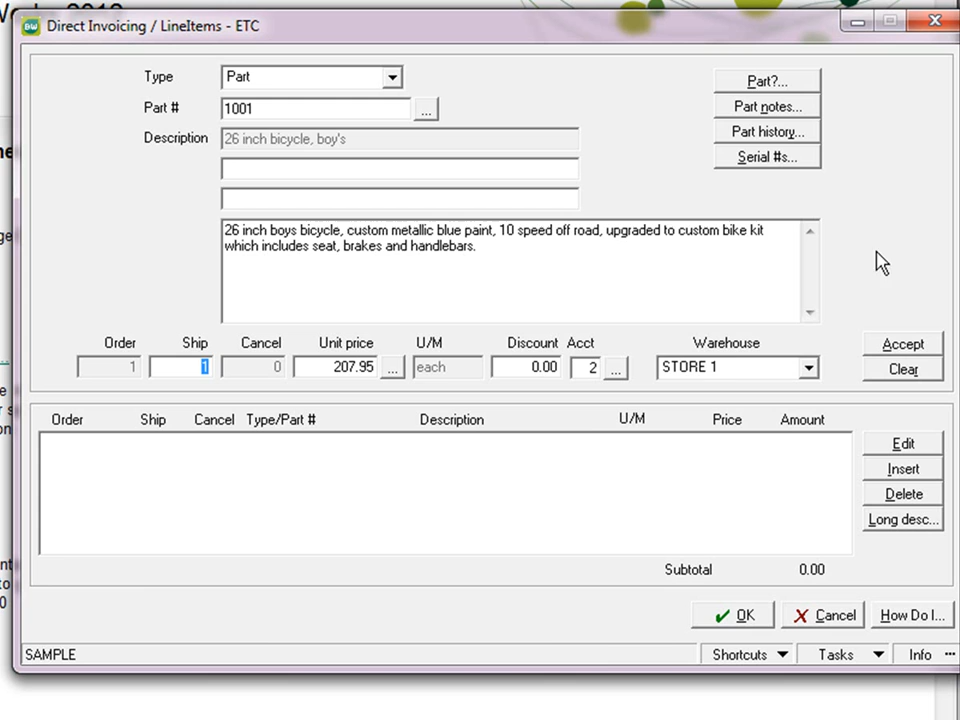 Direct Invoicing / LineItems - ETC
Type Part
Part?...
Part # 1001 ...
Part notes...
Description 26 inch bicycle, boy's
Part history...
Serial #s...
26 inch boys bicycle, custom metallic blue paint, 10 speed off road, upgraded to custom bike kit
which includes seat, brakes and handlebars.
Order Ship Cancel Unit price U/M Discount Acct Warehouse
Accept
1 1 0 207.95 ... each 0.00 2 ... STORE 1
Clear
Order Ship Cancel Type/Part # Description U/M Price Amount
Edit
Insert
Delete
Long desc...
Subtotal 0.00
OK Cancel How Do I...
SAMPLE Shortcuts Tasks Info ...